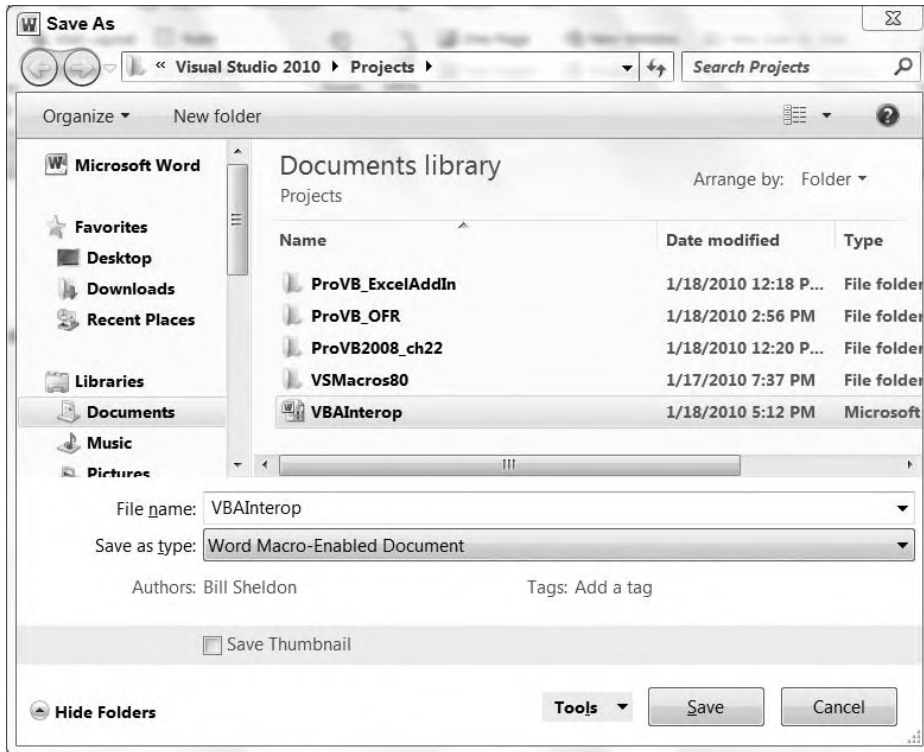 Save As
« Visual Studio 2010 Projects
Search Projects
Organize New folder
Microsoft Word
Favorites
Desktop
Downloads
Recent Places
Libraries
Documents
Music
Pictures
Documents library
Projects
Arrange by: Folder
Name Date modified Type
ProVB_ExcelAddIn 1/18/2010 12:18 P... File folder
ProVB_OFR 1/18/2010 2:56 PM File folder
ProVB2008_ch22 1/18/2010 12:20 P... File folder
VSMacros80 1/17/2010 7:37 PM File folder
VBAInterop 1/18/2010 5:12 PM Microsoft
File name: VBAInterop
Save as type: Word Macro-Enabled Document
Authors: Bill Sheldon Tags: Add a tag
Save Thumbnail
Hide Folders
Tools Save Cancel